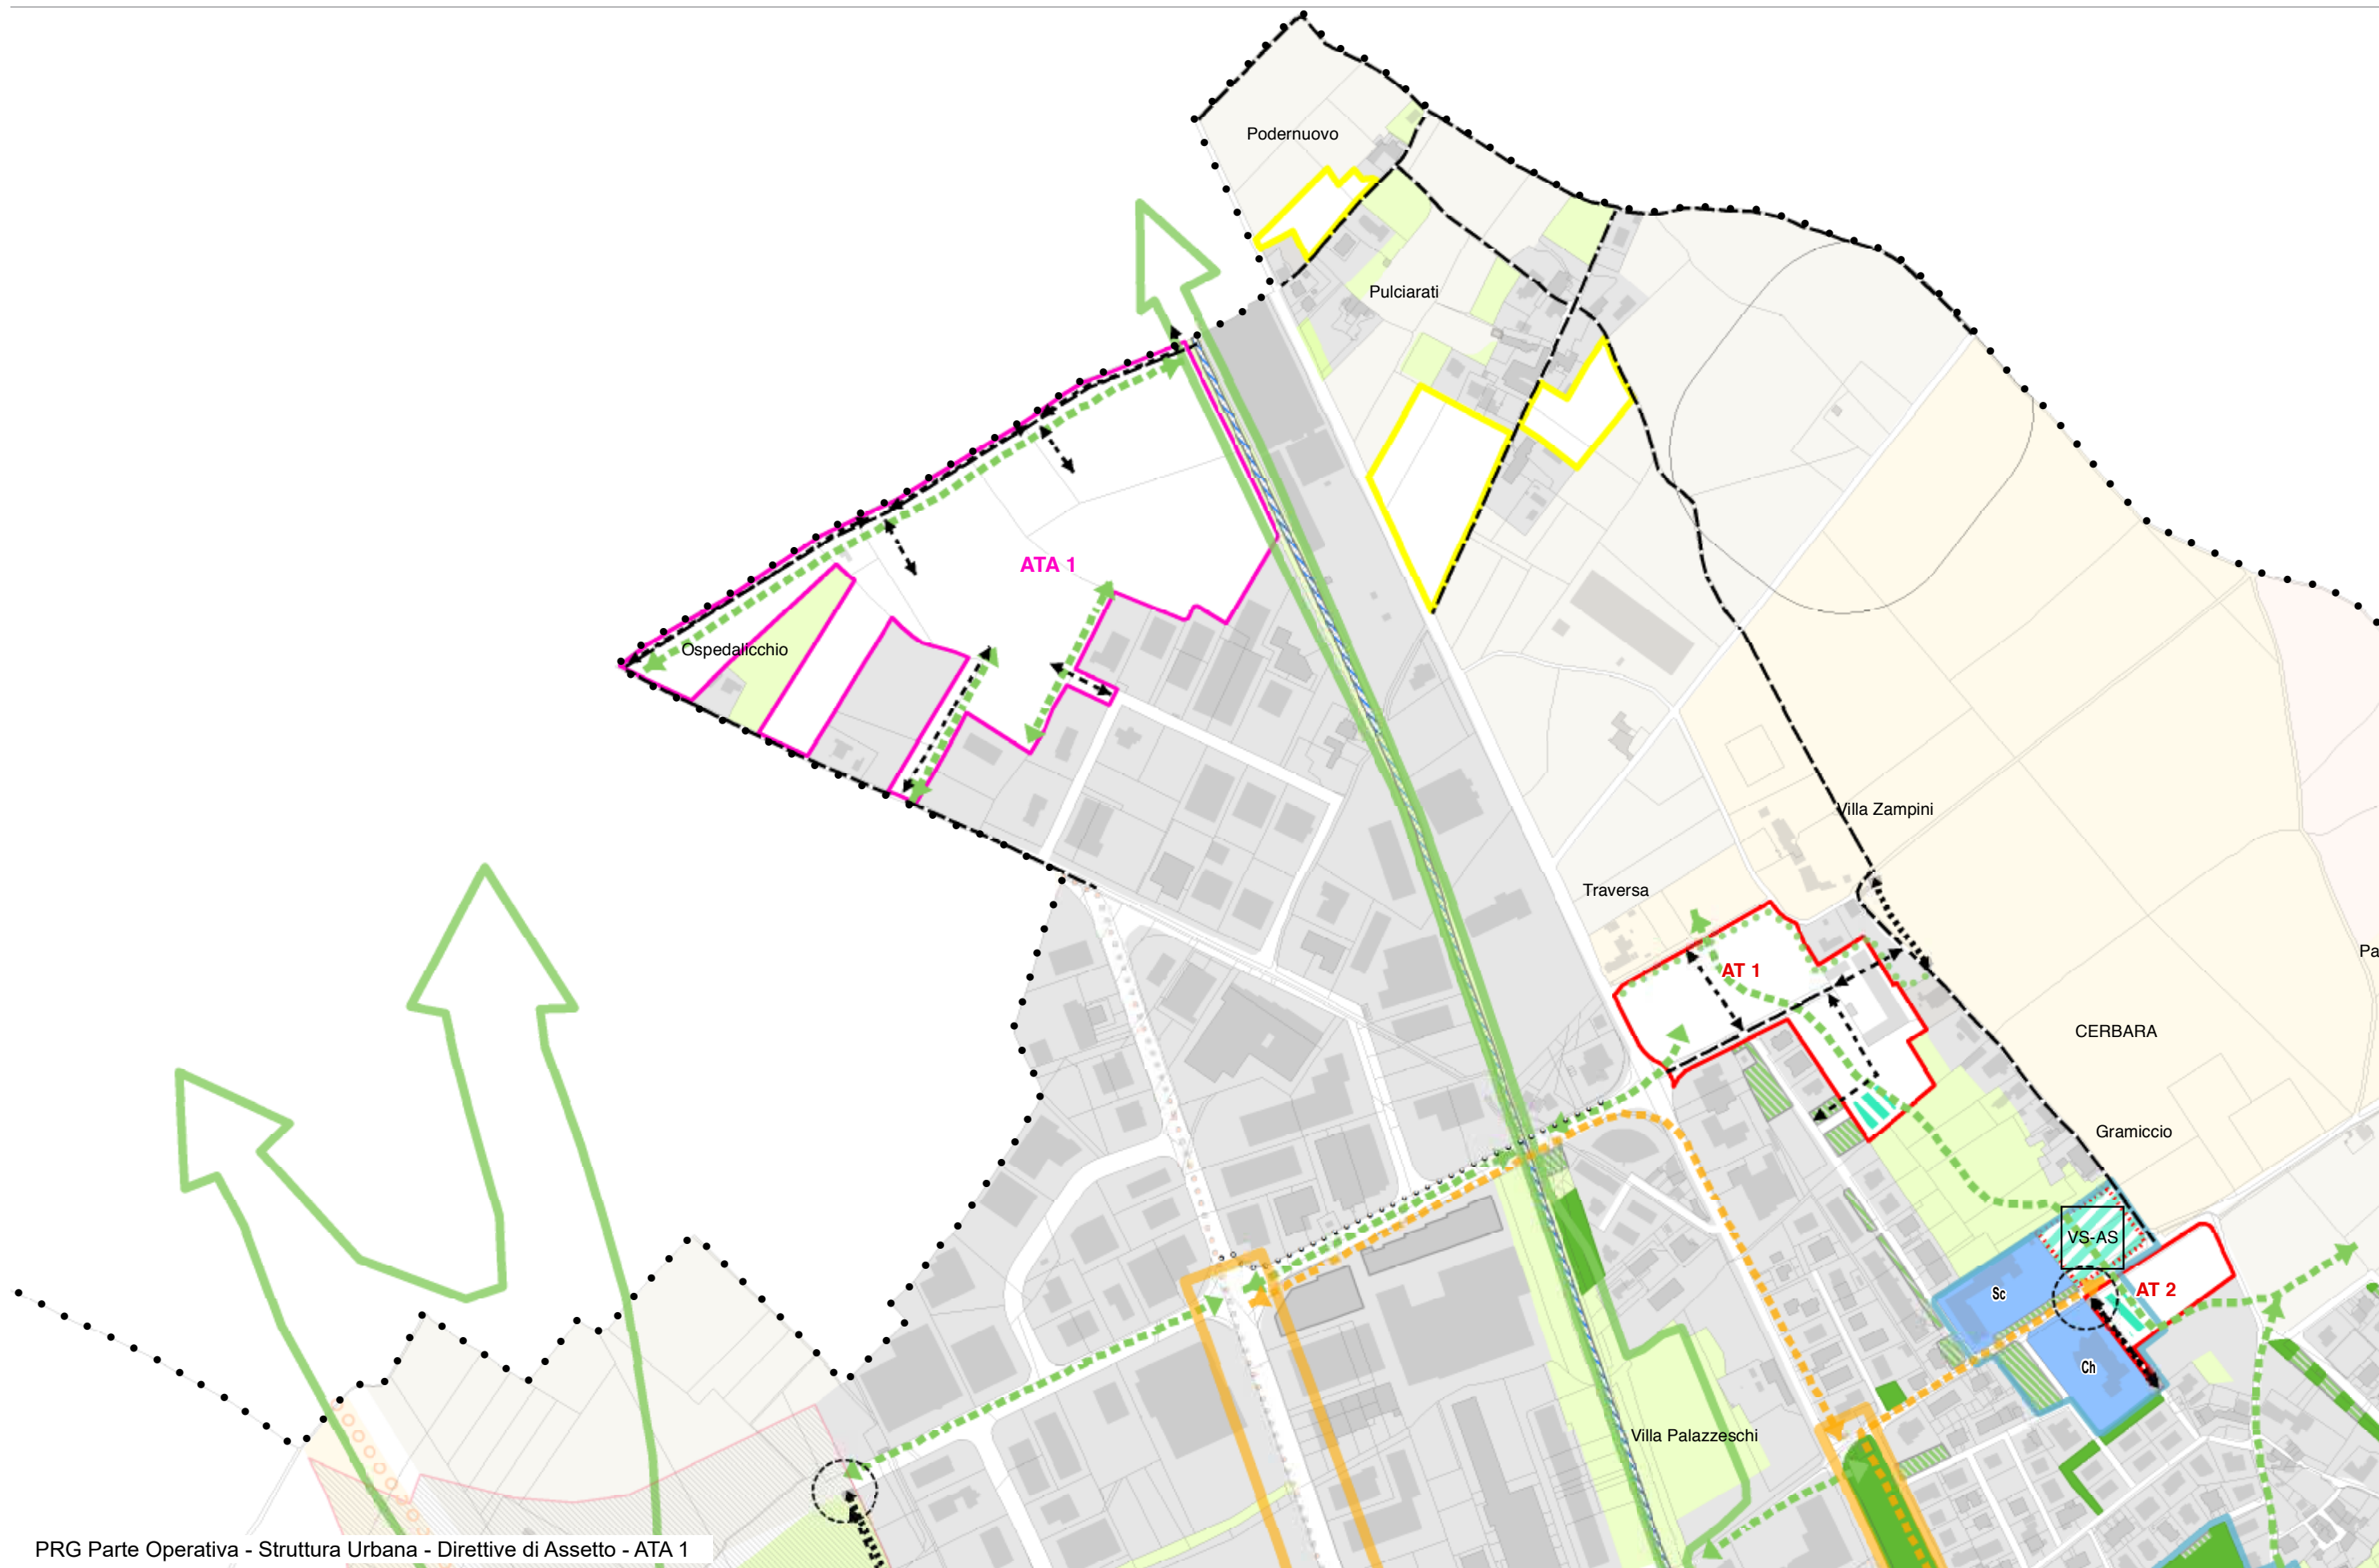 Podernuovo
Pulciarati
ATA 1
Ospedalicchio
Villa Zampini
Traversa
Pa
AT 1
CERBARA
Gramiccio
VS-AS
AT 2
Sc
Ch
Villa Palazzeschi
PRG Parte Operativa - Struttura Urbana - Direttive di Assetto - ATA 1